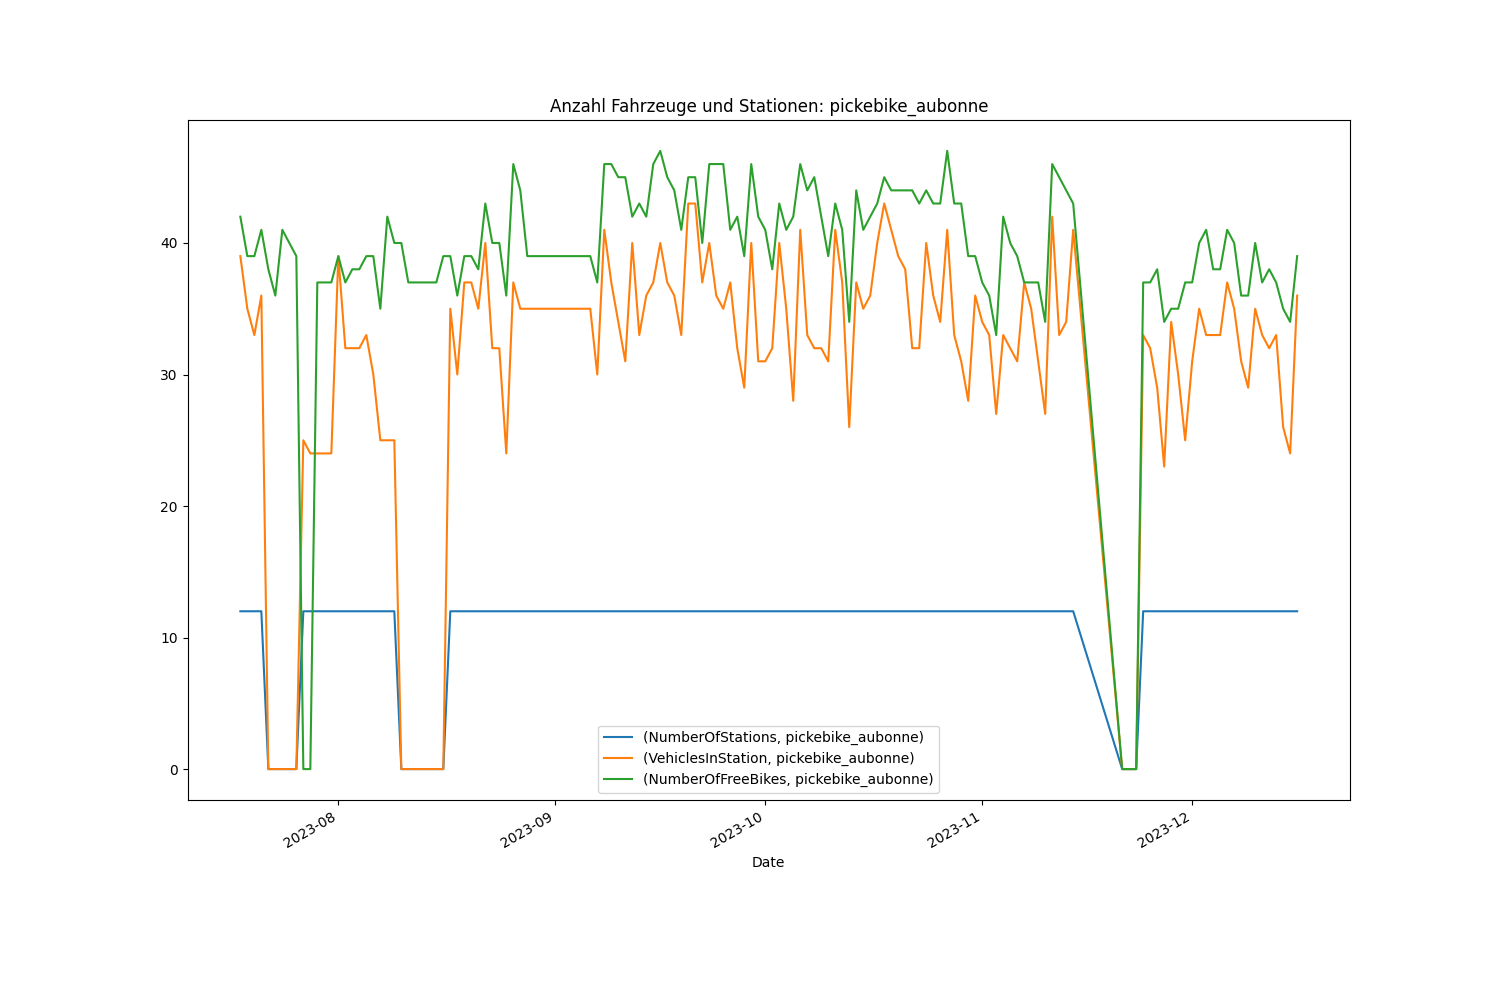 Anzahl Fahrzeuge und Stationen: pickebike_aubonne
40
30
20
10
0
(NumberOfStations, pickebike_aubonne)
(VehiclesInStation, pickebike_aubonne)
(NumberOfFreeBikes, pickebike_aubonne)
2023-08
2023-09
2023-10
2023-11
2023-12
Date